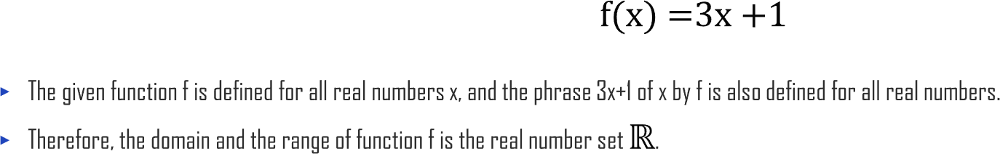 f(x) =3x +1
▸ The given function f is defined for all real numbers x, and the phrase 3x+1 of x by f is also defined for all real numbers.
▸ Therefore, the domain and the range of function f is the real number set ℝ.